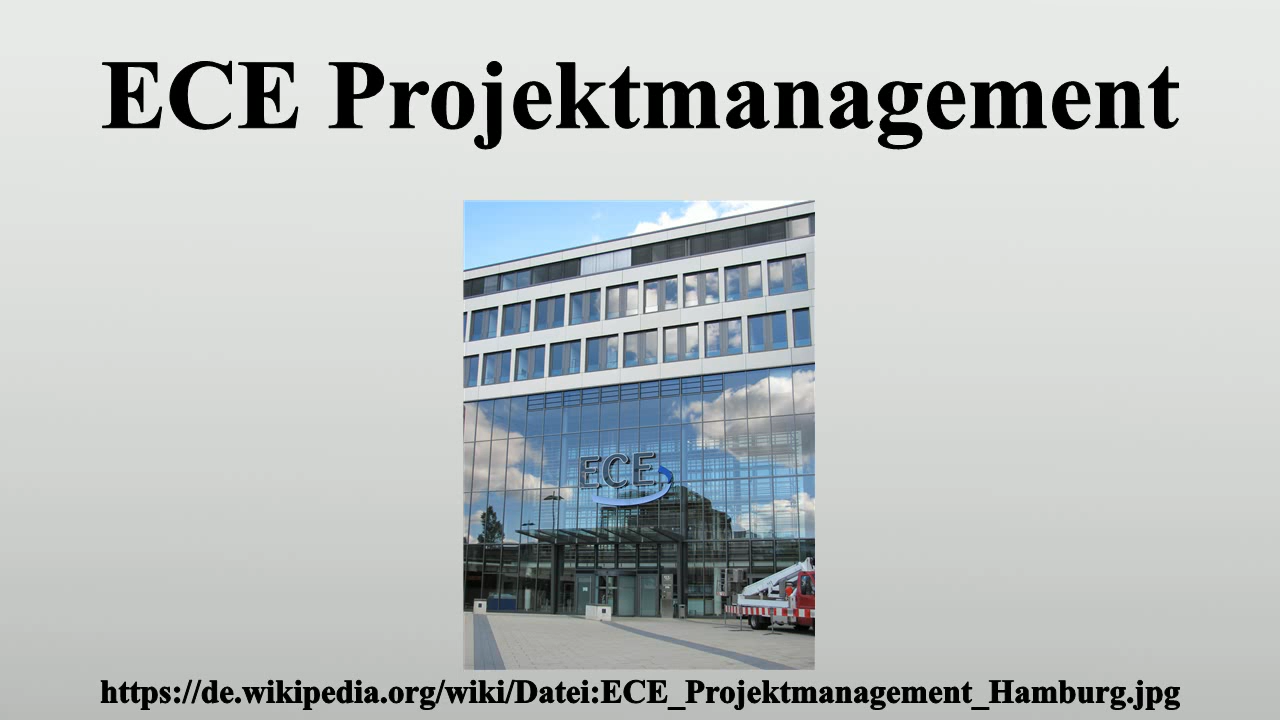 ECE Projektmanagement
ECE
https://de.wikipedia.org/wiki/Datei:ECE_Projektmanagement_Hamburg.jpg